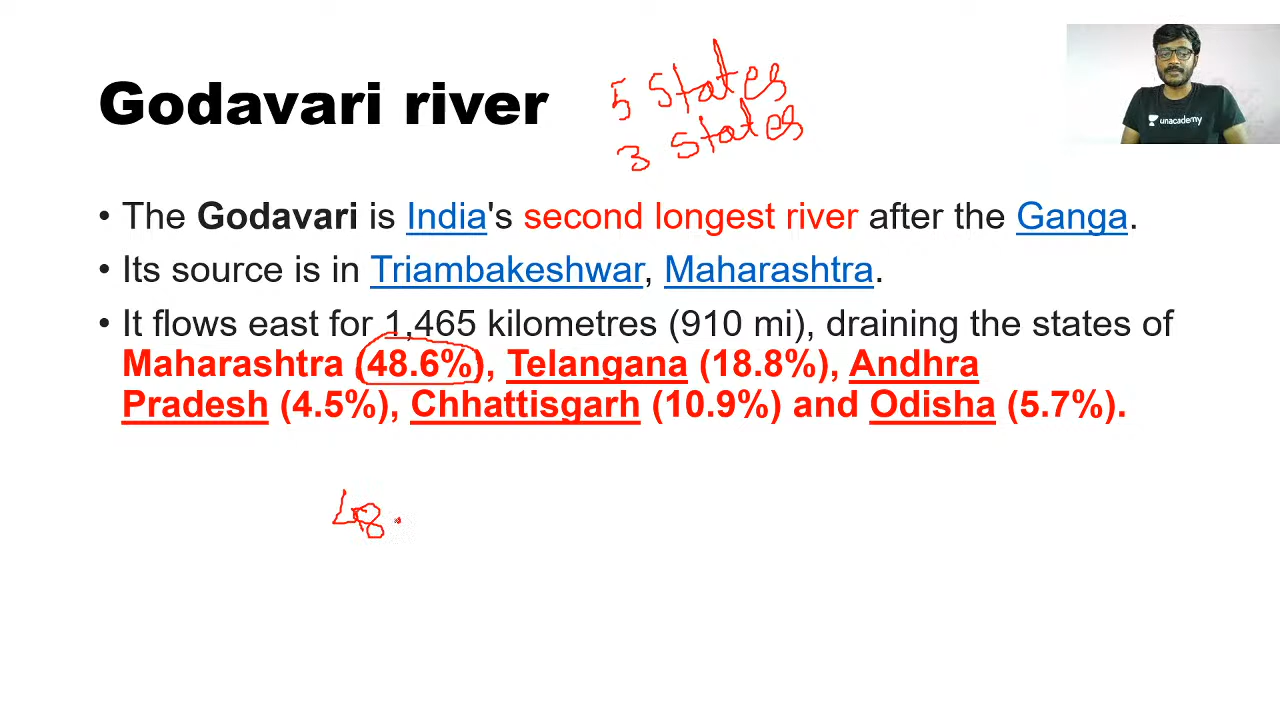 Godavari river
5 States
3 States
unacademy
• The Godavari is India's second longest river after the Ganga.
• Its source is in Triambakeshwar, Maharashtra.
• It flows east for 1,465 kilometres (910 mi), draining the states of
Maharashtra (48.6%), Telangana (18.8%), Andhra
Pradesh (4.5%), Chhattisgarh (10.9%) and Odisha (5.7%).
48.